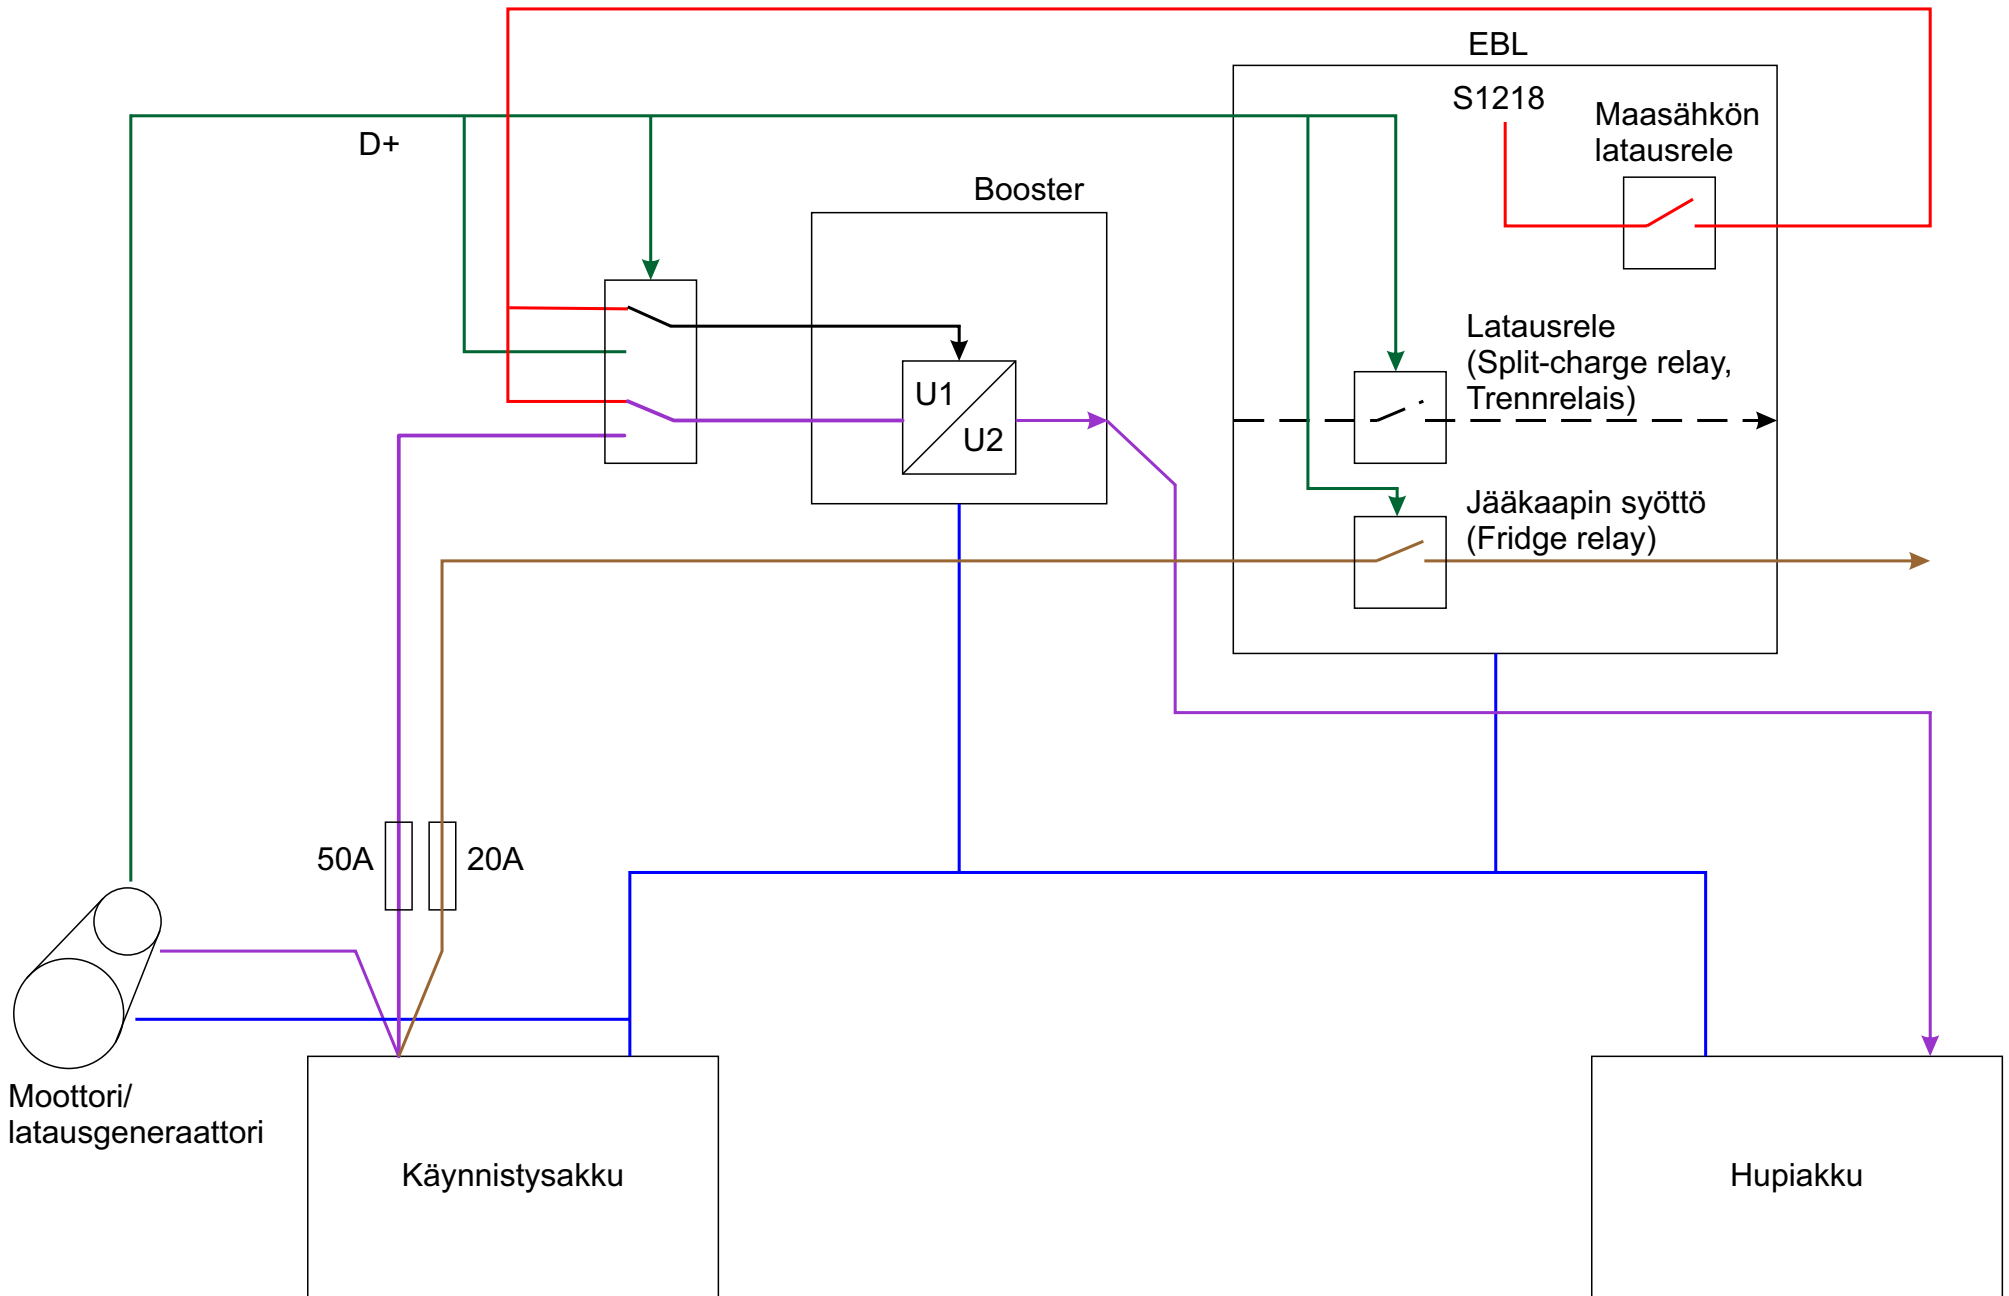 EBL
S1218
Maasähkön
latausrele
D+
Booster
Latausrele
(Split-charge relay,
Trennrelais)
U1
U2
Jääkaapin syöttö
(Fridge relay)
50A
20A
Moottori/
latausgeneraattori
Käynnistysakku
Hupiakku